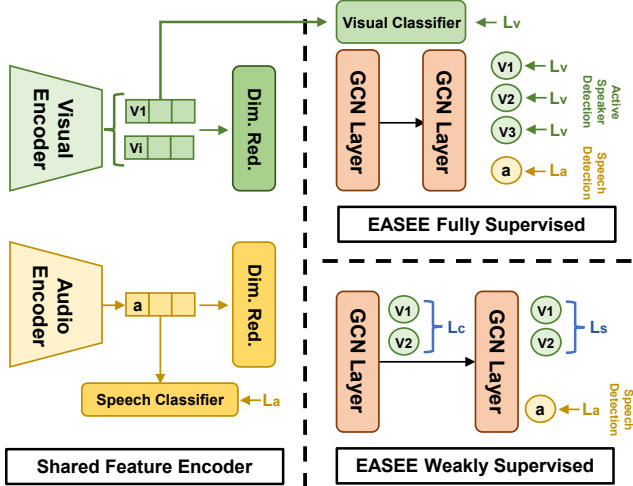 Visual Encoder
V1
Vi
Dim. Red.
Audio Encoder
a
Dim. Red.
Speech Classifier
La
Shared Feature Encoder
Visual Classifier
Lv
GCN Layer
GCN Layer
V1
Lv
V2
Lv
V3
Lv
a
La
Active
Speaker
Detection
Speech
Detection
EASEE Fully Supervised
GCN Layer
V1
V2
Lc
GCN Layer
V1
V2
Ls
a
La
Speech
Detection
EASEE Weakly Supervised